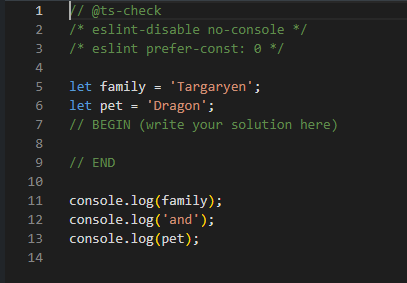 1 // @ts-check
2 /* eslint-disable no-console */
3 /* eslint prefer-const: 0 */
4
5 let family = 'Targaryen';
6 let pet = 'Dragon';
7 // BEGIN (write your solution here)
8
9 // END
10
11 console.log(family);
12 console.log('and');
13 console.log(pet);
14